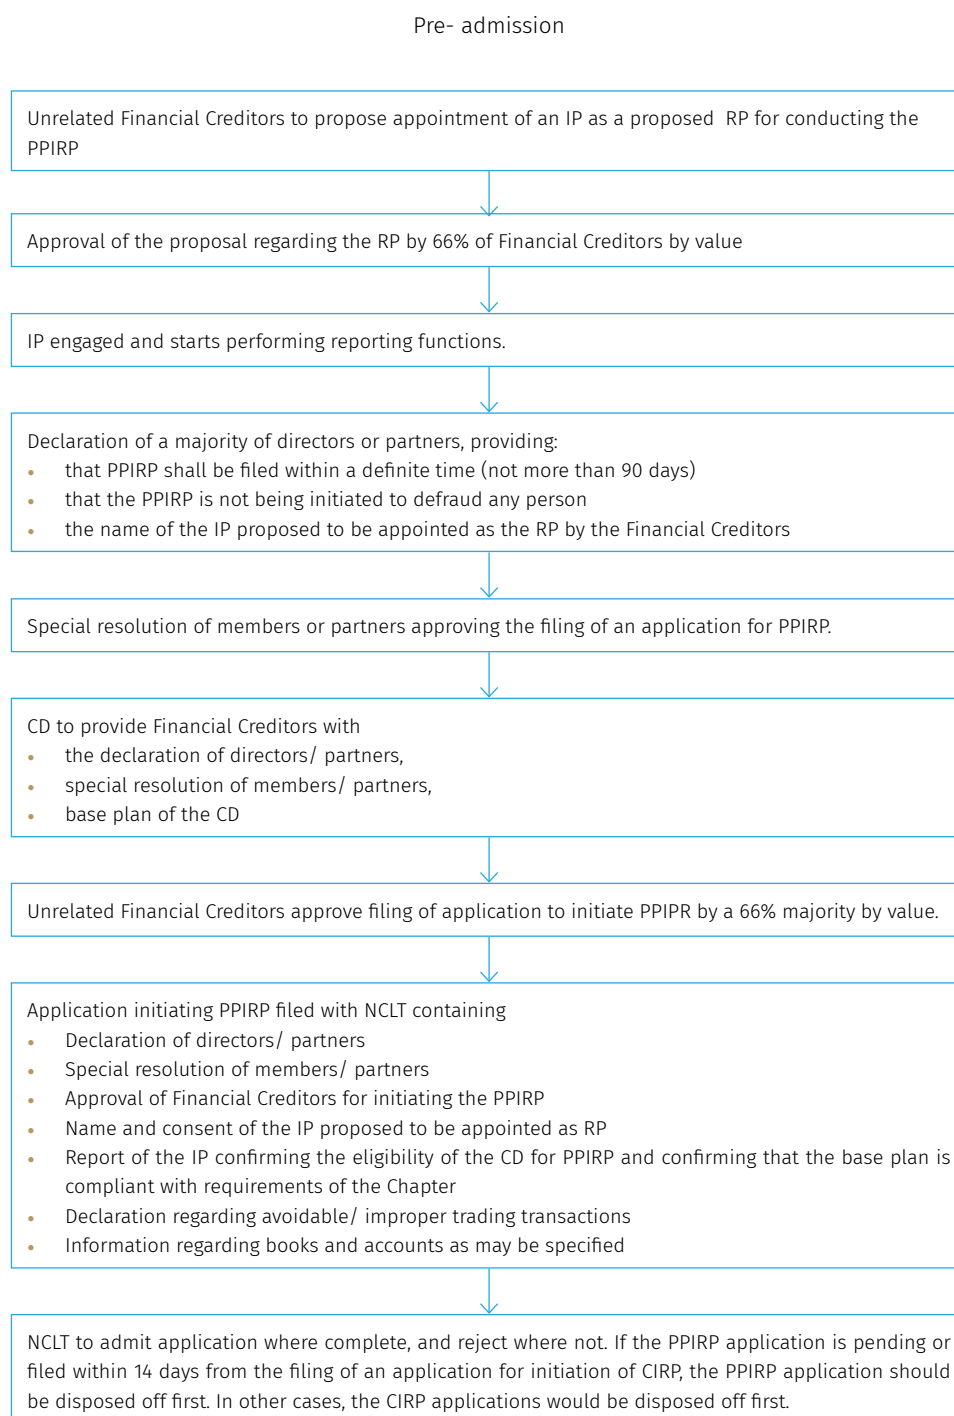 Pre- admission
Unrelated Financial Creditors to propose appointment of an IP as a proposed RP for conducting the
PPIRP
Approval of the proposal regarding the RP by 66% of Financial Creditors by value
IP engaged and starts performing reporting functions.
Declaration of a majority of directors or partners, providing:
• that PPIRP shall be filed within a definite time (not more than 90 days)
• that the PPIRP is not being initiated to defraud any person
• the name of the IP proposed to be appointed as the RP by the Financial Creditors
Special resolution of members or partners approving the filing of an application for PPIRP.
CD to provide Financial Creditors with
• the declaration of directors/ partners,
• special resolution of members/ partners,
• base plan of the CD
Unrelated Financial Creditors approve filing of application to initiate PPIPR by a 66% majority by value.
Application initiating PPIRP filed with NCLT containing
• Declaration of directors/ partners
• Special resolution of members/ partners
• Approval of Financial Creditors for initiating the PPIRP
• Name and consent of the IP proposed to be appointed as RP
• Report of the IP confirming the eligibility of the CD for PPIRP and confirming that the base plan is
compliant with requirements of the Chapter
• Declaration regarding avoidable/ improper trading transactions
• Information regarding books and accounts as may be specified
NCLT to admit application where complete, and reject where not. If the PPIRP application is pending or
filed within 14 days from the filing of an application for initiation of CIRP, the PPIRP application should
be disposed off first. In other cases, the CIRP applications would be disposed off first.